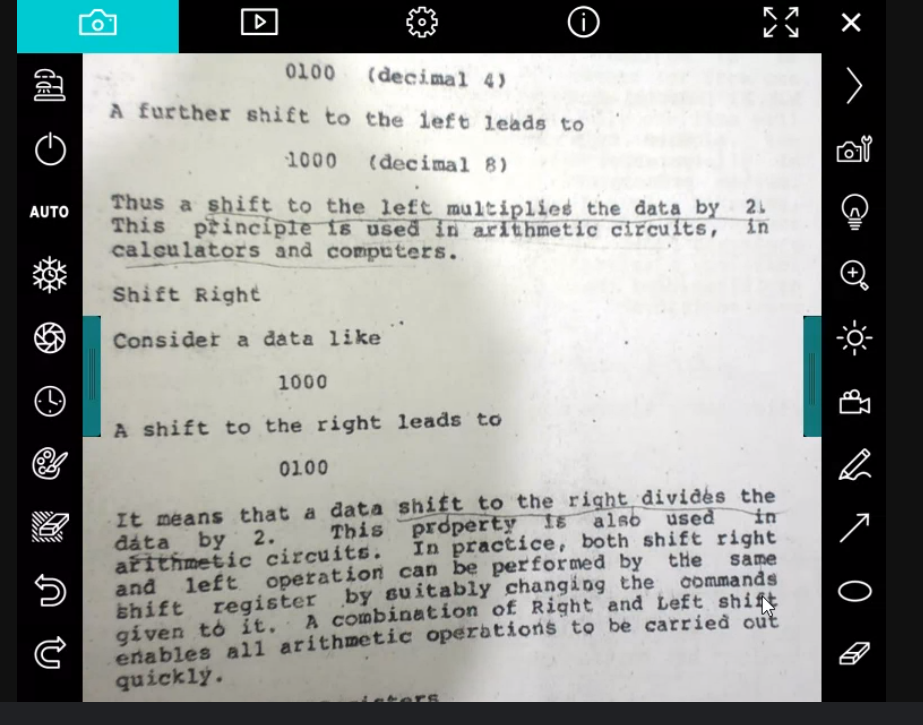 AUTO
0100 (decimal 4)
A further shift to the left leads to
1000 (decimal 8)
Thus a shift to the left multiplies the data by 2.
This principle is used in arithmetic circuits, in
calculators and computers.
Shift Right
Consider a data like
1000
A shift to the right leads to
0100
It means that a data shift to the right divides the
data by 2. This property is also used in
arithmetic circuits. In practice, both shift right
and left operation can be performed by the same
shift register by suitably changing the commands
given to it. A combination of Right and Left shift
enables all arithmetic operations to be carried out
quickly.